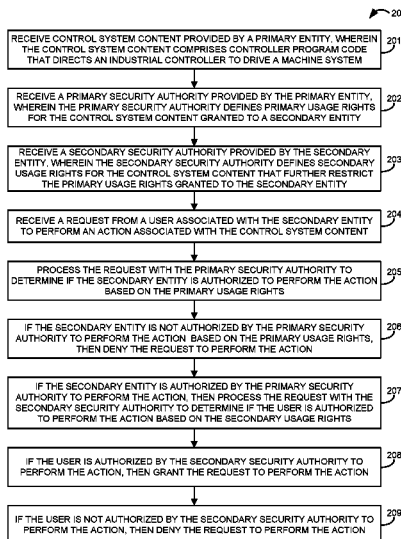 20
RECEIVE CONTROL SYSTEM CONTENT PROVIDED BY A PRIMARY ENTITY, WHEREIN
THE CONTROL SYSTEM CONTENT COMPRISES CONTROLLER PROGRAM CODE
THAT DIRECTS AN INDUSTRIAL CONTROLLER TO DRIVE A MACHINE SYSTEM
201
RECEIVE A PRIMARY SECURITY AUTHORITY PROVIDED BY THE PRIMARY ENTITY,
WHEREIN THE PRIMARY SECURITY AUTHORITY DEFINES PRIMARY USAGE RIGHTS
FOR THE CONTROL SYSTEM CONTENT GRANTED TO A SECONDARY ENTITY
202
RECEIVE A SECONDARY SECURITY AUTHORITY PROVIDED BY THE SECONDARY
ENTITY, WHEREIN THE SECONDARY SECURITY AUTHORITY DEFINES SECONDARY
USAGE RIGHTS FOR THE CONTROL SYSTEM CONTENT THAT FURTHER RESTRICT
THE PRIMARY USAGE RIGHTS GRANTED TO THE SECONDARY ENTITY
203
RECEIVE A REQUEST FROM A USER ASSOCIATED WITH THE SECONDARY ENTITY
TO PERFORM AN ACTION ASSOCIATED WITH THE CONTROL SYSTEM CONTENT
204
PROCESS THE REQUEST WITH THE PRIMARY SECURITY AUTHORITY TO
DETERMINE IF THE SECONDARY ENTITY IS AUTHORIZED TO PERFORM THE ACTION
BASED ON THE PRIMARY USAGE RIGHTS
205
IF THE SECONDARY ENTITY IS NOT AUTHORIZED BY THE PRIMARY SECURITY
AUTHORITY TO PERFORM THE ACTION BASED ON THE PRIMARY USAGE RIGHTS,
THEN DENY THE REQUEST TO PERFORM THE ACTION
206
IF THE SECONDARY ENTITY IS AUTHORIZED BY THE PRIMARY SECURITY
AUTHORITY TO PERFORM THE ACTION, THEN PROCESS THE REQUEST WITH THE
SECONDARY SECURITY AUTHORITY TO DETERMINE IF THE USER IS AUTHORIZED
TO PERFORM THE ACTION BASED ON THE SECONDARY USAGE RIGHTS
207
IF THE USER IS AUTHORIZED BY THE SECONDARY SECURITY AUTHORITY TO
PERFORM THE ACTION, THEN GRANT THE REQUEST TO PERFORM THE ACTION
208
IF THE USER IS NOT AUTHORIZED BY THE SECONDARY SECURITY AUTHORITY TO
PERFORM THE ACTION, THEN DENY THE REQUEST TO PERFORM THE ACTION
209